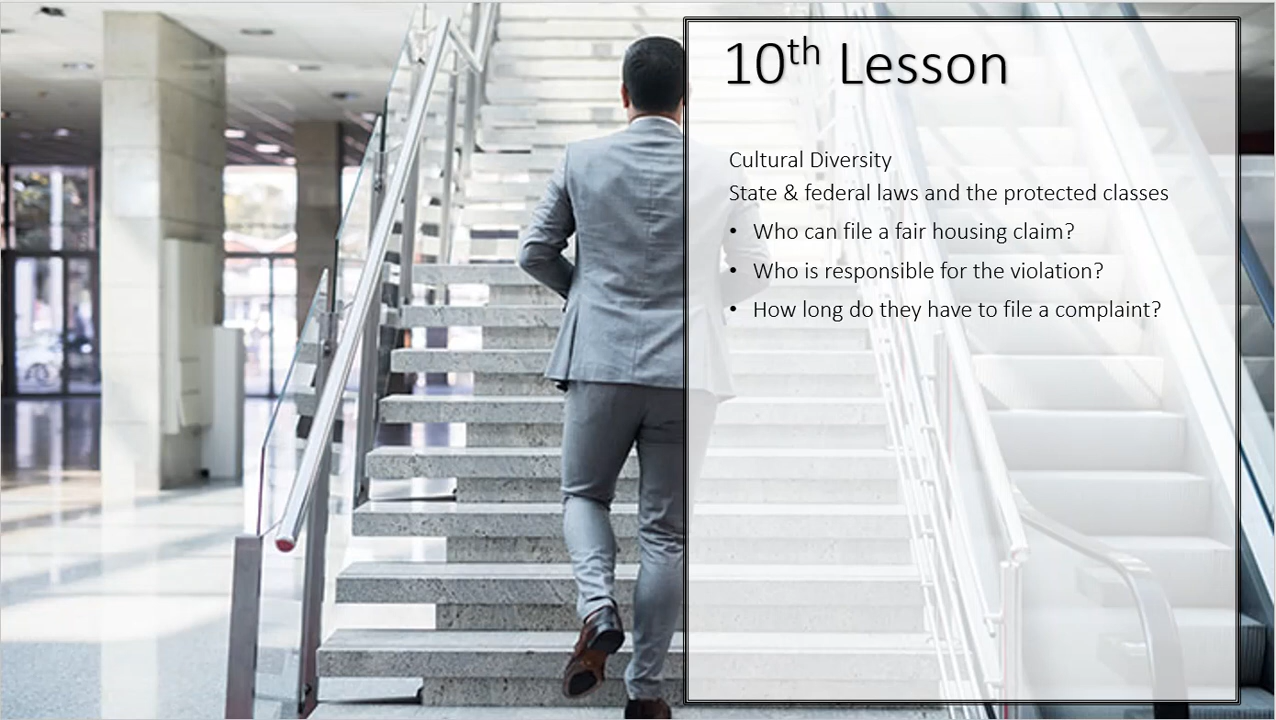 10th Lesson
Cultural Diversity
State & federal laws and the protected classes
• Who can file a fair housing claim?
• Who is responsible for the violation?
• How long do they have to file a complaint?